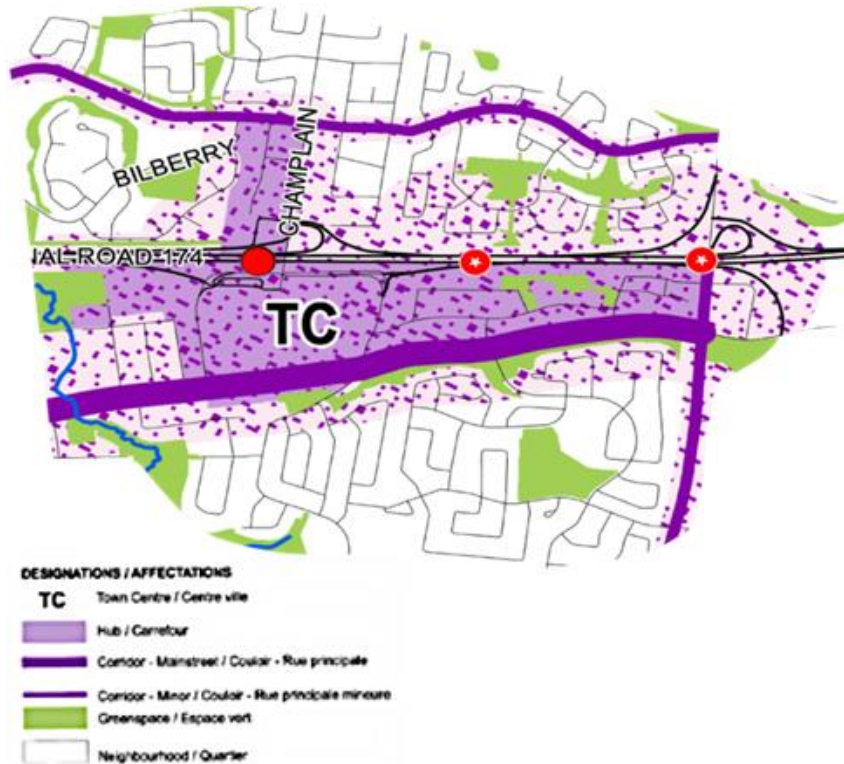 CHAMPLAIN
BILBERRY
IAL ROAD 174
TC
DESIGNATIONS / AFFECTATIONS
TC Town Centre / Centre ville
Hub / Carrefour
Corridor - Mainstreet / Couloir - Rue principale
Corridor - Minor / Couloir - Rue principale mineure
Greenspace / Espace vert
Neighbourhood / Quartier